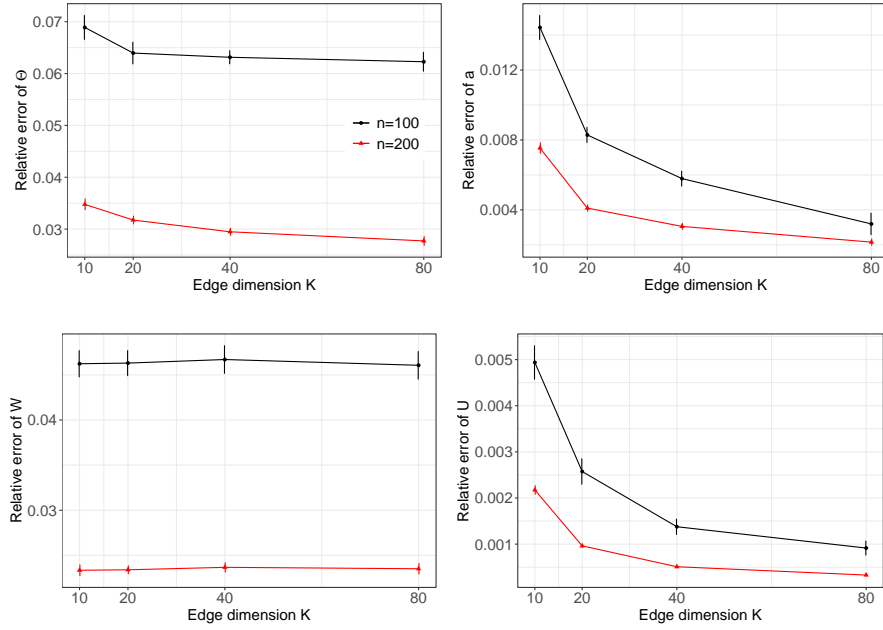 Relative error of Θ
0.07
0.06
0.05
0.04
0.03
n=100
n=200
10 20 40 80
Edge dimension K
Relative error of a
0.012
0.008
0.004
10 20 40 80
Edge dimension K
Relative error of W
0.04
0.03
10 20 40 80
Edge dimension K
Relative error of U
0.005
0.004
0.003
0.002
0.001
10 20 40 80
Edge dimension K